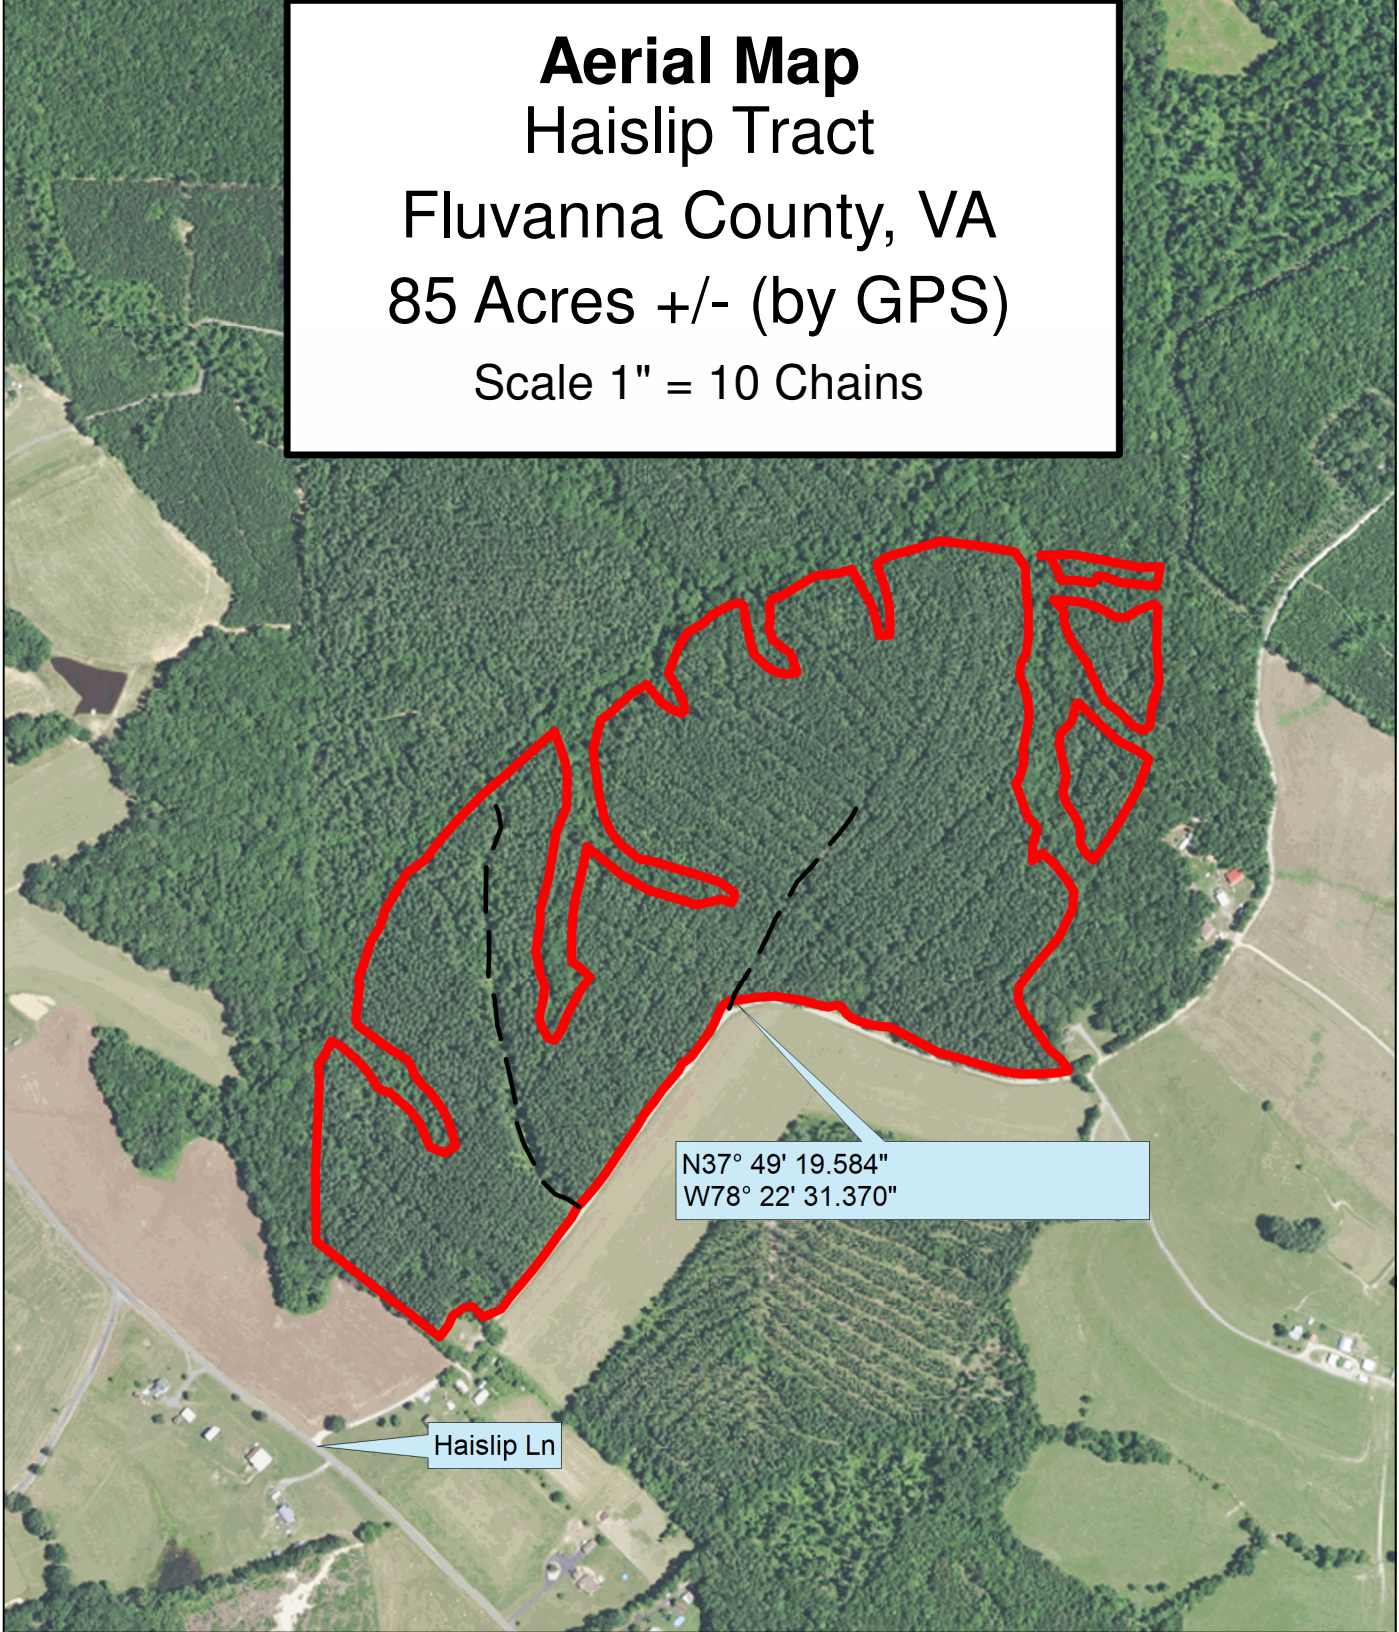 Aerial Map
Haislip Tract
Fluvanna County, VA
85 Acres +/- (by GPS)
Scale 1" = 10 Chains
N37° 49' 19.584"
W78° 22' 31.370"
Haislip Ln